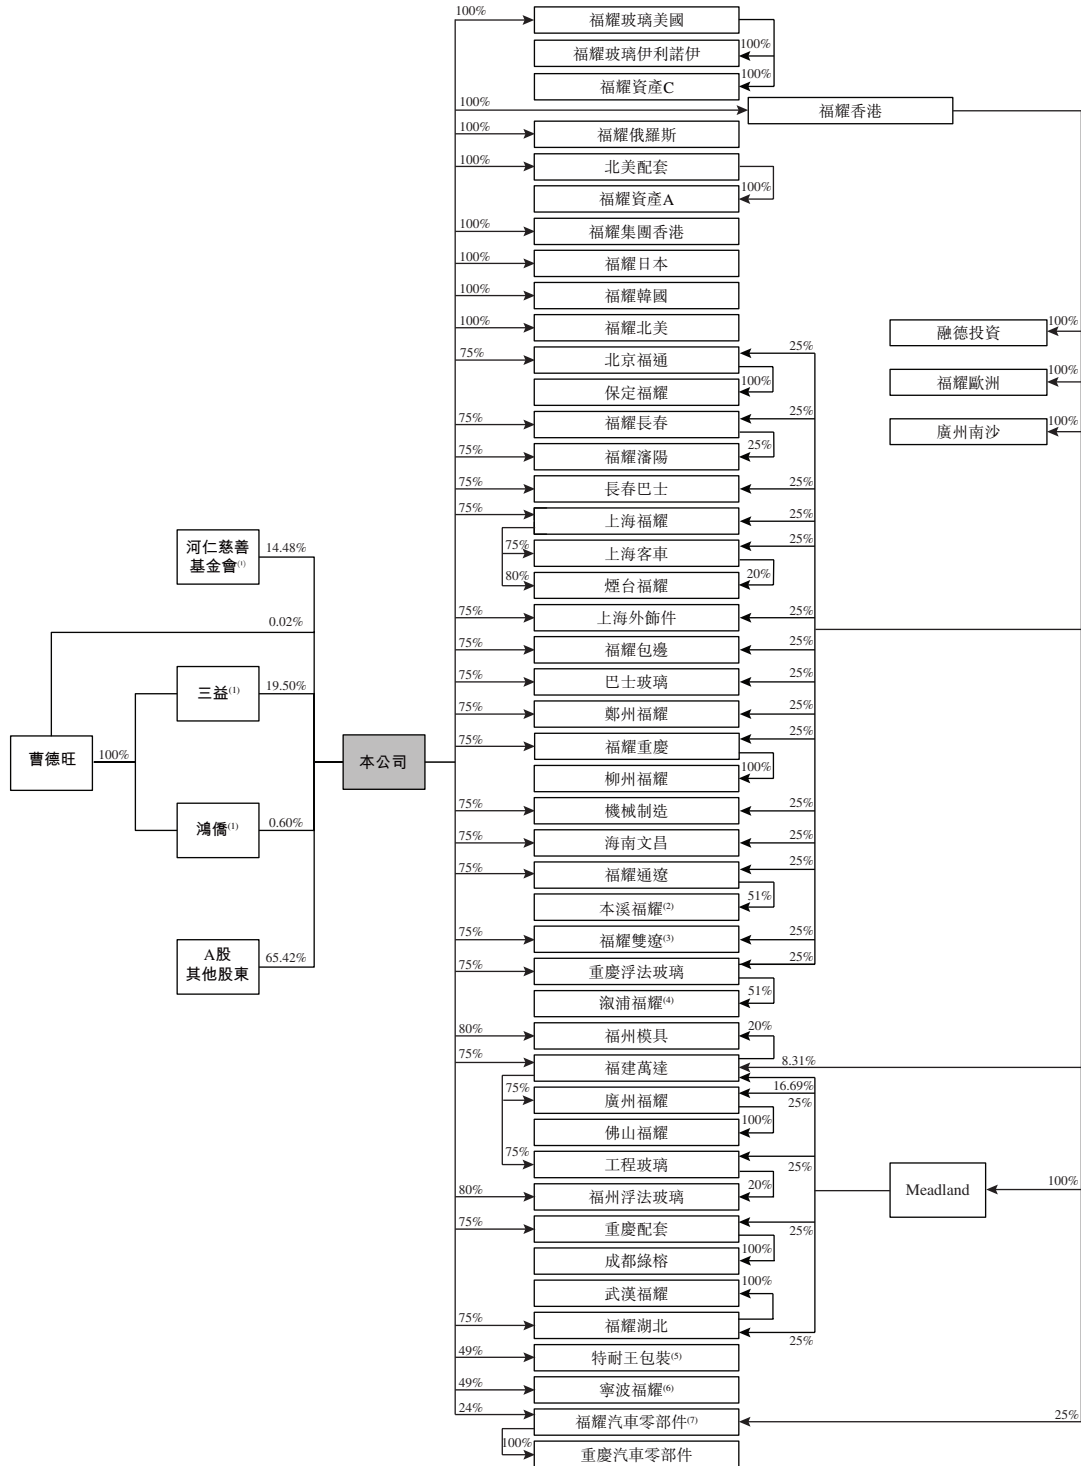 100%
福耀玻璃美國
100%
福耀玻璃伊利諾伊
100%
福耀資產C
100%
福耀香港
100%
福耀俄羅斯
100%
北美配套
100%
福耀資產A
100%
福耀集團香港
100%
福耀日本
100%
福耀韓國
100%
福耀北美
融德投資
100%
75%
北京福通
25%
保定福耀
100%
福耀歐洲
100%
75%
福耀長春
25%
廣州南沙
100%
75%
福耀瀋陽
25%
75%
長春巴士
25%
75%
上海福耀
25%
75%
上海客車
25%
80%
煙台福耀
20%
河仁慈善
基金會(1)
14.48%
75%
上海外飾件
25%
0.02%
75%
福耀包邊
25%
75%
巴士玻璃
25%
三益(1)
19.50%
75%
鄭州福耀
25%
曹德旺
100%
本公司
75%
福耀重慶
25%
柳州福耀
100%
鴻僑(1)
0.60%
75%
機械制造
25%
75%
海南文昌
25%
75%
福耀通遼
25%
本溪福耀(2)
51%
A股
其他股東
65.42%
75%
福耀雙遼(3)
25%
75%
重慶浮法玻璃
25%
溆浦福耀(4)
51%
80%
福州模具
20%
75%
福建萬達
8.31%
16.69%
75%
廣州福耀
25%
佛山福耀
100%
75%
工程玻璃
25%
80%
福州浮法玻璃
20%
Meadland
100%
75%
重慶配套
25%
成都綠榕
100%
武漢福耀
100%
75%
福耀湖北
25%
49%
特耐王包裝(5)
49%
寧波福耀(6)
24%
福耀汽車零部件(7)
25%
100%
重慶汽車零部件